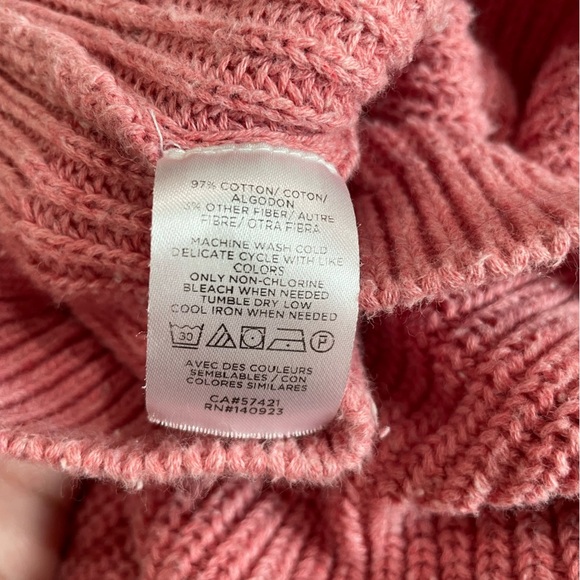 97% COTTON/ COTON/
ALGODON
3% OTHER FIBER/ AUTRE
FIBRE/ OTRA FIBRA
MACHINE WASH COLD
DELICATE CYCLE WITH LIKE
COLORS
ONLY NON-CHLORINE
BLEACH WHEN NEEDED
TUMBLE DRY LOW
COOL IRON WHEN NEEDED
30 P
AVEC DES COULEURS
SEMBLABLES / CON
COLORES SIMILARES
CA#57421
RN#140923